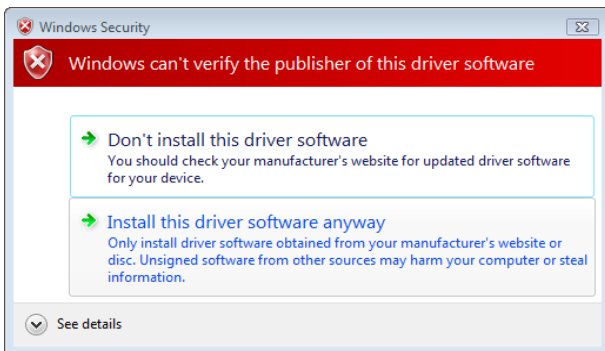 Windows Security
Windows can't verify the publisher of this driver software
Don't install this driver software
You should check your manufacturer's website for updated driver software
for your device.
Install this driver software anyway
Only install driver software obtained from your manufacturer's website or
disc. Unsigned software from other sources may harm your computer or steal
information.
See details